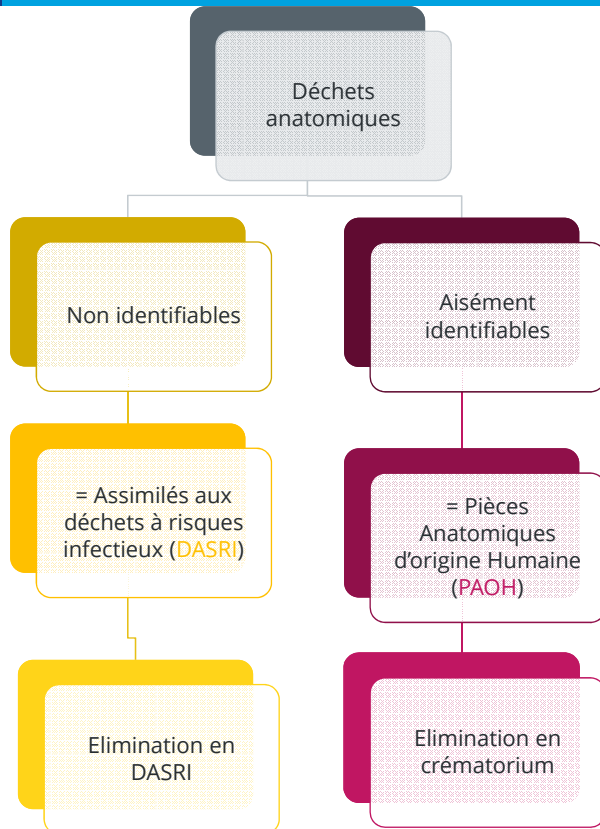 Déchets
anatomiques
Non identifiables
Aisément
identifiables
= Assimilés aux
déchets à risques
infectieux (DASRI)
= Pièces
Anatomiques
d’origine Humaine
(PAOH)
Elimination en
DASRI
Elimination en
crématorium